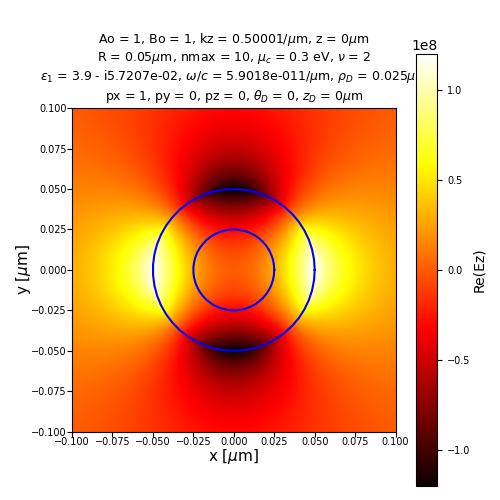 Ao = 1, Bo = 1, kz = 0.50001/μm, z = 0μm
R = 0.05μm, nmax = 10, μc = 0.3 eV, ν = 2
ε1 = 3.9 - i5.7207e-02, ω/c = 5.9018e-011/μm, ρD = 0.025μ
px = 1, py = 0, pz = 0, θD = 0, zD = 0μm
1e8
0.100
0.075
0.050
0.025
0.000
−0.025
−0.050
−0.075
−0.100
y [μm]
−0.100 −0.075 −0.050 −0.025 0.000 0.025 0.050 0.075 0.100
x [μm]
1.0
0.5
0.0
−0.5
−1.0
Re(Ez)